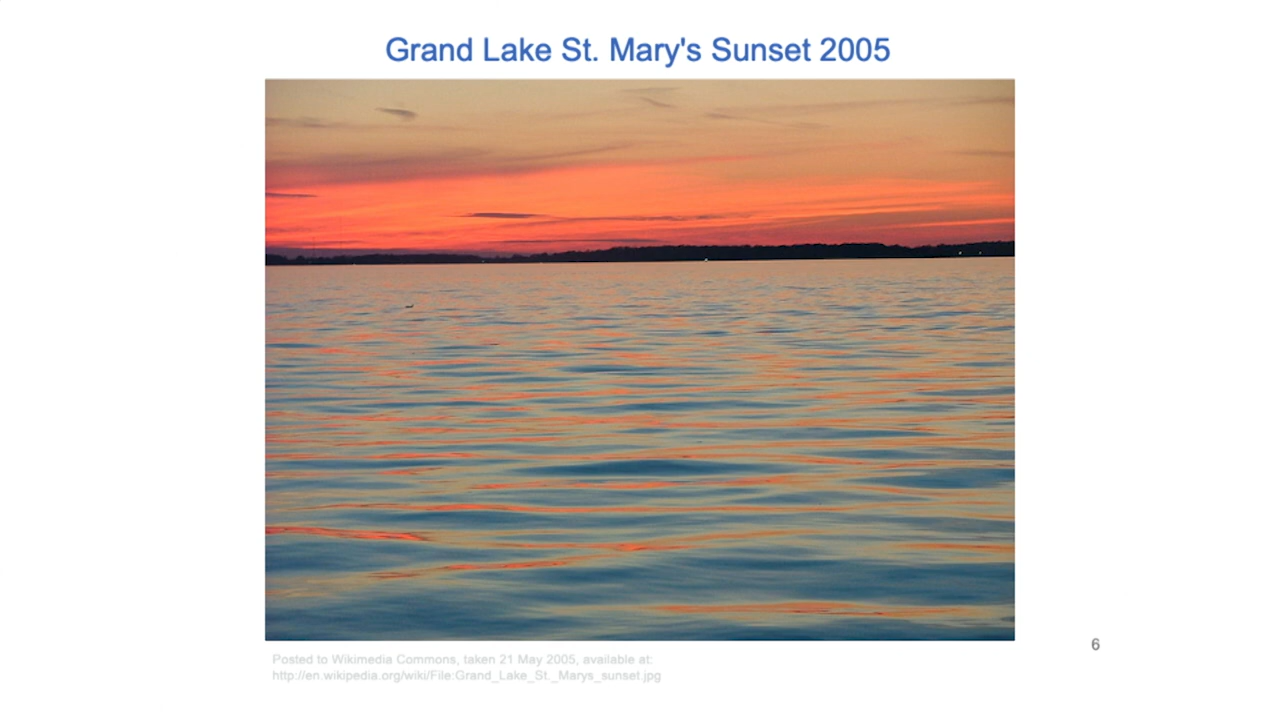 Grand Lake St. Mary's Sunset 2005
6
Posted to Wikimedia Commons, taken 21 May 2005, available at:
http://en.wikipedia.org/wiki/File:Grand_Lake_St._Marys_sunset.jpg